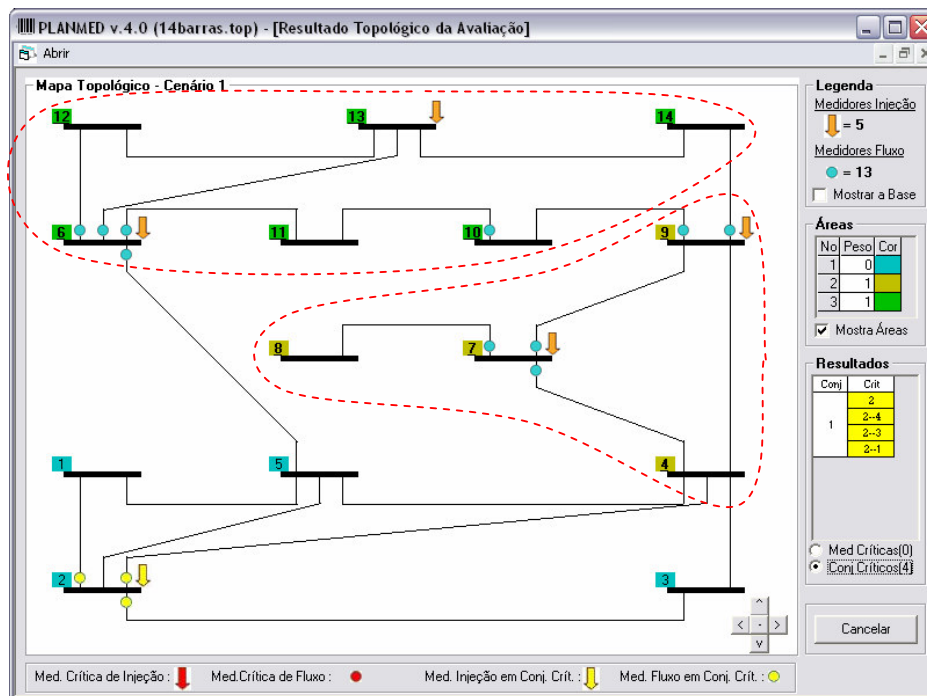 PLANMED v.4.0 (14barras.top) - [Resultado Topológico da Avaliação]
Abrir
Mapa Topológico - Cenário 1
12
13
14
6
11
10
9
8
7
1
5
4
2
3
Legenda
Medidores Injeção
= 5
Medidores Fluxo
= 13
Mostrar a Base
Áreas
No Peso Cor
1 0
2 1
3 1
Mostra Áreas
Resultados
Conj Crit
1
2
2--4
2--3
2--1
Med Críticas(0)
Conj Críticos(4)
Cancelar
Med. Crítica de Injeção :
Med.Crítica de Fluxo :
Med. Injeção em Conj. Crít. :
Med. Fluxo em Conj. Crít. :